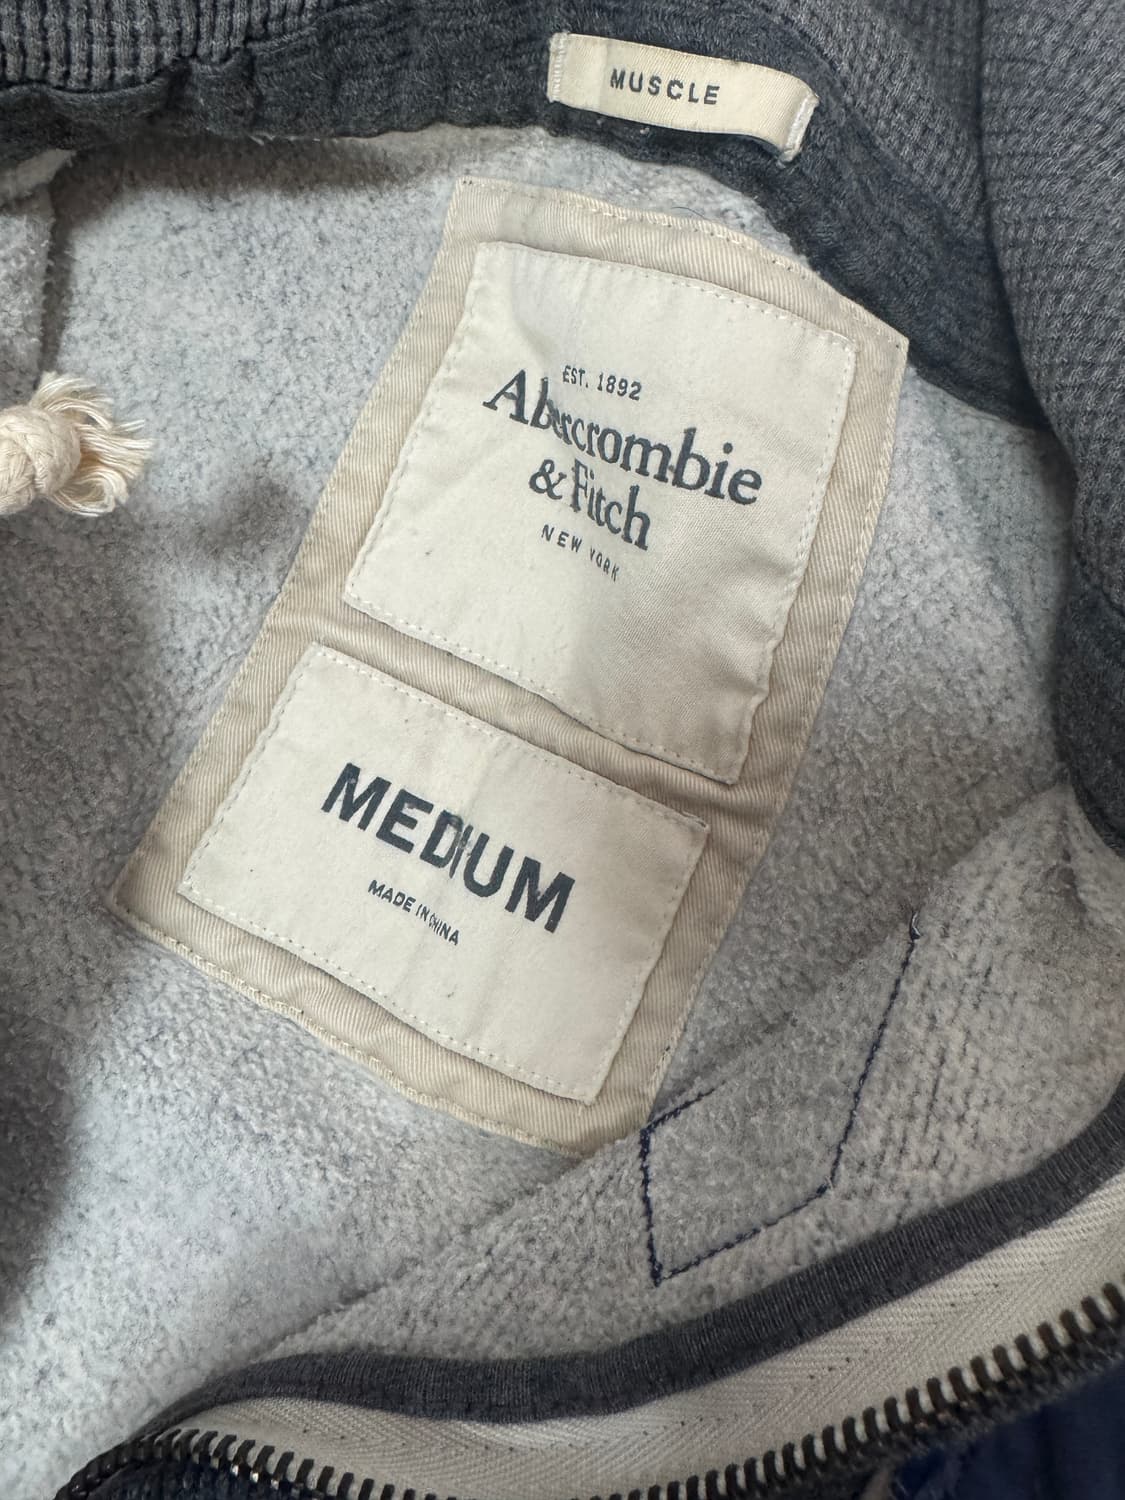 MUSCLE
EST. 1892
Abercrombie
& Fitch
NEW YORK
MEDIUM
MADE IN CHINA